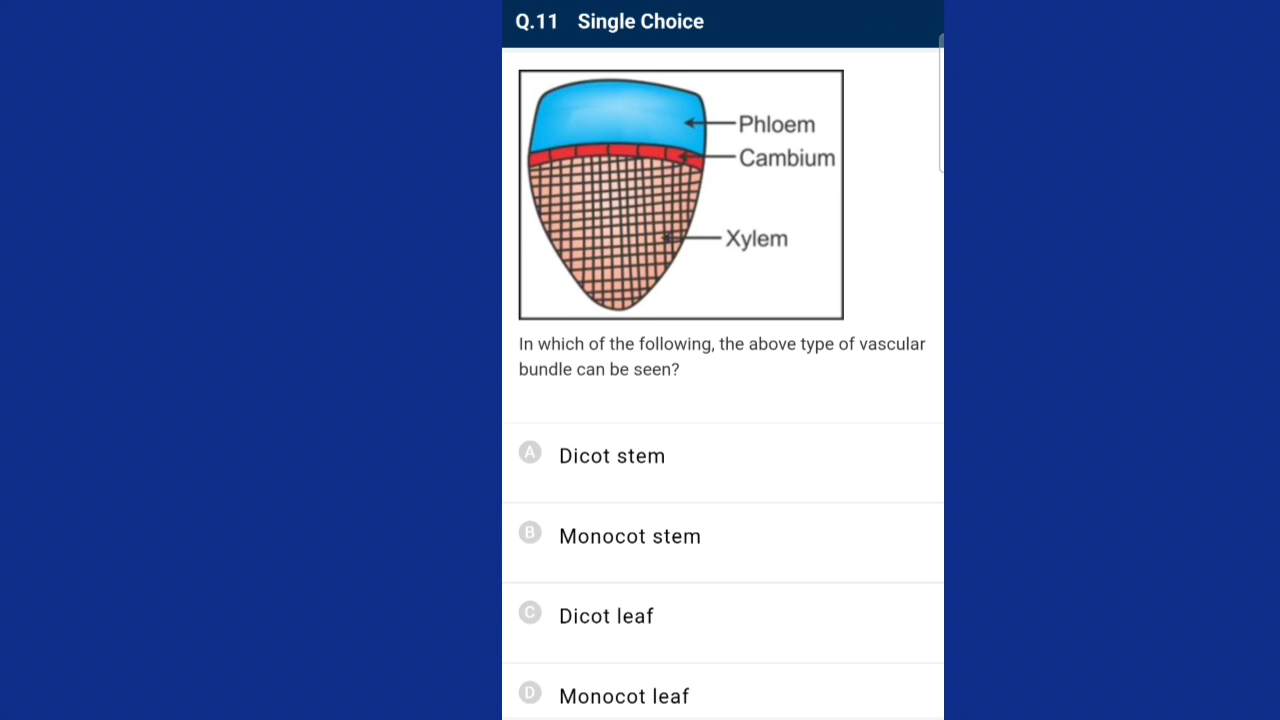 Q.11 Single Choice
Phloem
Cambium
Xylem
In which of the following, the above type of vascular
bundle can be seen?
A Dicot stem
B Monocot stem
C Dicot leaf
D Monocot leaf